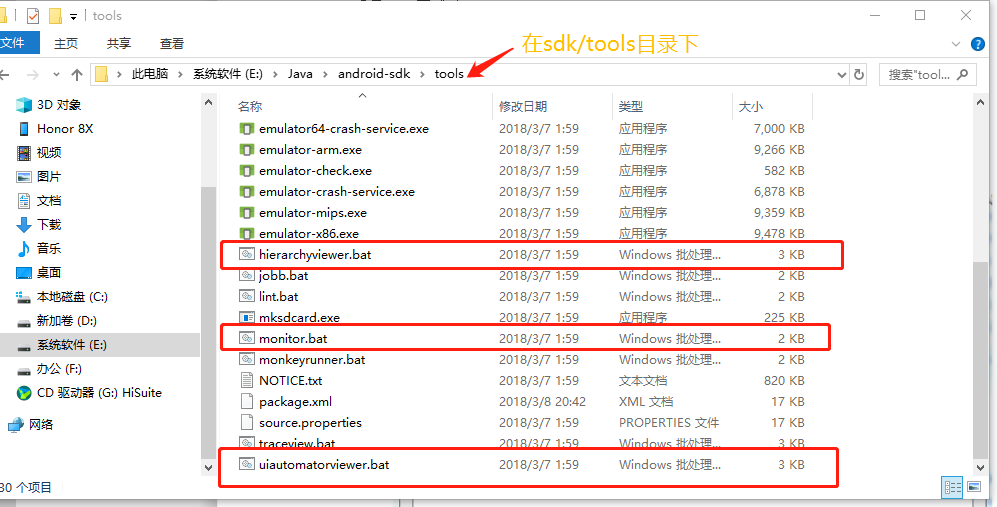 tools
文件 主页 共享 查看
在sdk/tools目录下
此电脑 系统软件 (E:) Java android-sdk tools
搜索"tool...
名称 修改日期 类型 大小
3D 对象
Honor 8X
视频
图片
文档
下载
音乐
桌面
本地磁盘 (C:)
新加卷 (D:)
系统软件 (E:)
办公 (F:)
CD 驱动器 (G:) HiSuite
网络
emulator64-crash-service.exe 2018/3/7 1:59 应用程序 7,000 KB
emulator-arm.exe 2018/3/7 1:59 应用程序 9,266 KB
emulator-check.exe 2018/3/7 1:59 应用程序 582 KB
emulator-crash-service.exe 2018/3/7 1:59 应用程序 6,878 KB
emulator-mips.exe 2018/3/7 1:59 应用程序 9,359 KB
emulator-x86.exe 2018/3/7 1:59 应用程序 9,478 KB
hierarchyviewer.bat 2018/3/7 1:59 Windows 批处理... 3 KB
jobb.bat 2018/3/7 1:59 Windows 批处理... 2 KB
lint.bat 2018/3/7 1:59 Windows 批处理... 2 KB
mksdcard.exe 2018/3/7 1:59 应用程序 225 KB
monitor.bat 2018/3/7 1:59 Windows 批处理... 2 KB
monkeyrunner.bat 2018/3/7 1:59 Windows 批处理... 2 KB
NOTICE.txt 2018/3/7 1:59 文本文档 820 KB
package.xml 2018/3/8 20:42 XML 文档 17 KB
source.properties 2018/3/7 1:59 PROPERTIES 文件 17 KB
traceview.bat 2018/3/7 1:59 Windows 批处理... 3 KB
uiautomatorviewer.bat 2018/3/7 1:59 Windows 批处理... 3 KB
30 个项目